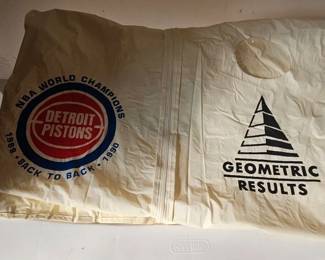 NBA WORLD CHAMPIONS
DETROIT
PISTONS
1989 • BACK TO BACK • 1990
GEOMETRIC
RESULTS